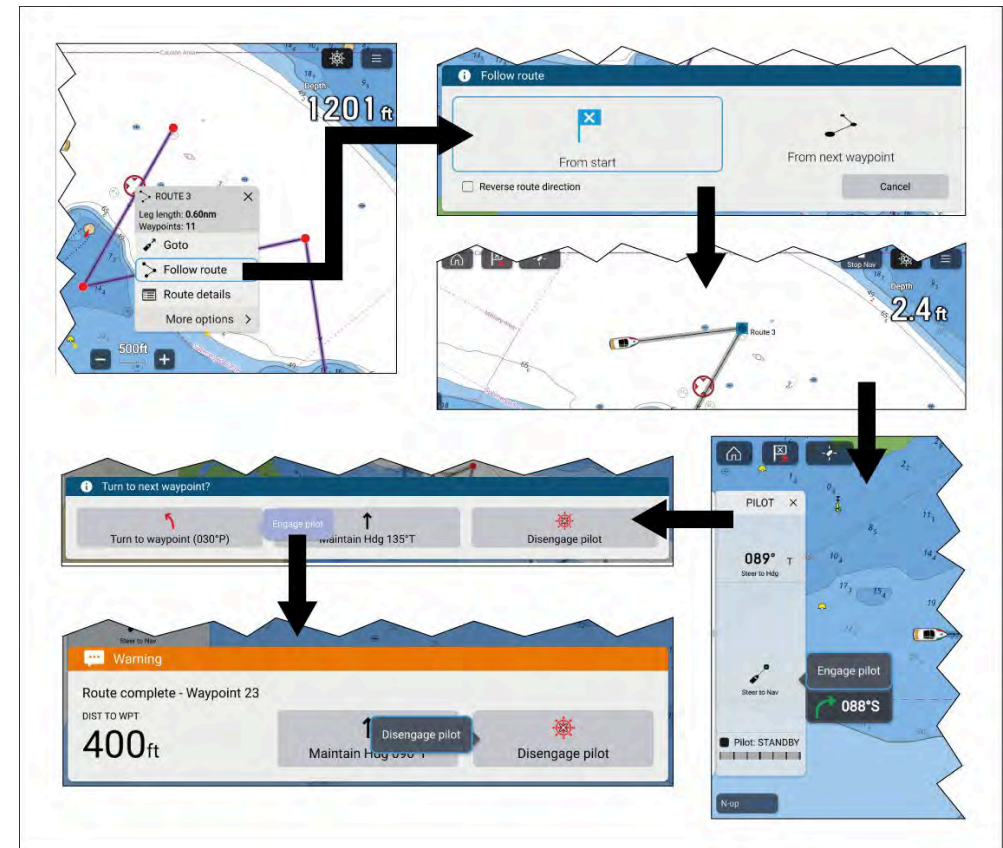 Depth
1201 ft
ROUTE 3
Leg length: 0.60nm
Waypoints: 11
Goto
Follow route
Route details
More options
500ft
Follow route
From start
From next waypoint
Reverse route direction
Cancel
Stop Nav
Depth
2.4 ft
Route 3
PILOT
089° T
Steer to Hdg
Steer to Nav
Engage pilot
088°S
Pilot: STANDBY
N-up
Turn to next waypoint?
Turn to waypoint (030°P)
Engage pilot
Maintain Hdg 135°T
Disengage pilot
Steer to Nav
Warning
Route complete - Waypoint 23
DIST TO WPT
400ft
Maintain
Disengage pilot
Disengage pilot